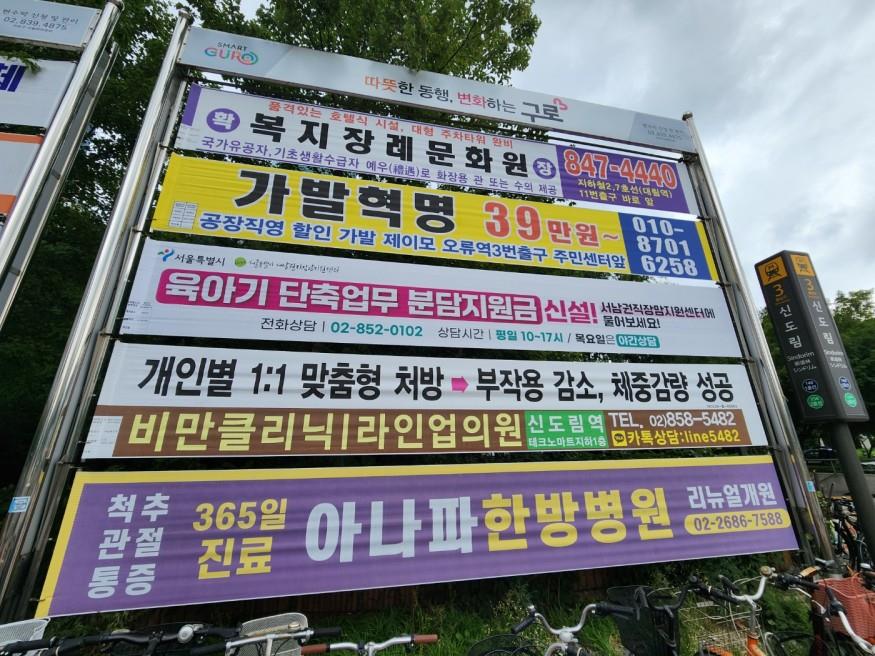 02.839.4875
체
SMART
GURO
따뜻한 동행, 변화하는 구로
품격있는 호텔식 시설, 대형 주차타워 완비
확 복지장례문화원 장
국가유공자,기초생활수급자 예우(禮遇)로 화장용 관 또는 수의 제공
847-4440
지하철2,7호선(대림역)
11번출구 바로 앞
가발혁명 39만원~
공장직영 할인 가발 제이모 오류역3번출구 주민센터앞
010-
8701
6258
서울특별시
육아기 단축업무 분담지원금 신설!
서남권직장맘지원센터에
물어보세요!
전화상담 | 02-852-0102 상담시간 | 평일 10-17시 / 목요일은 야간상담
개인별 1:1 맞춤형 처방 ➡ 부작용 감소, 체중감량 성공
비만클리닉|라인업의원
신도림역
테크노마트지하1층
TEL. 02)858-5482
카톡상담:line5482
척추
관절
통증
365일
진료
아나파한방병원
리뉴얼개원
02-2686-7588
3
신도림
Sindorim
3
신도림
Sindorim